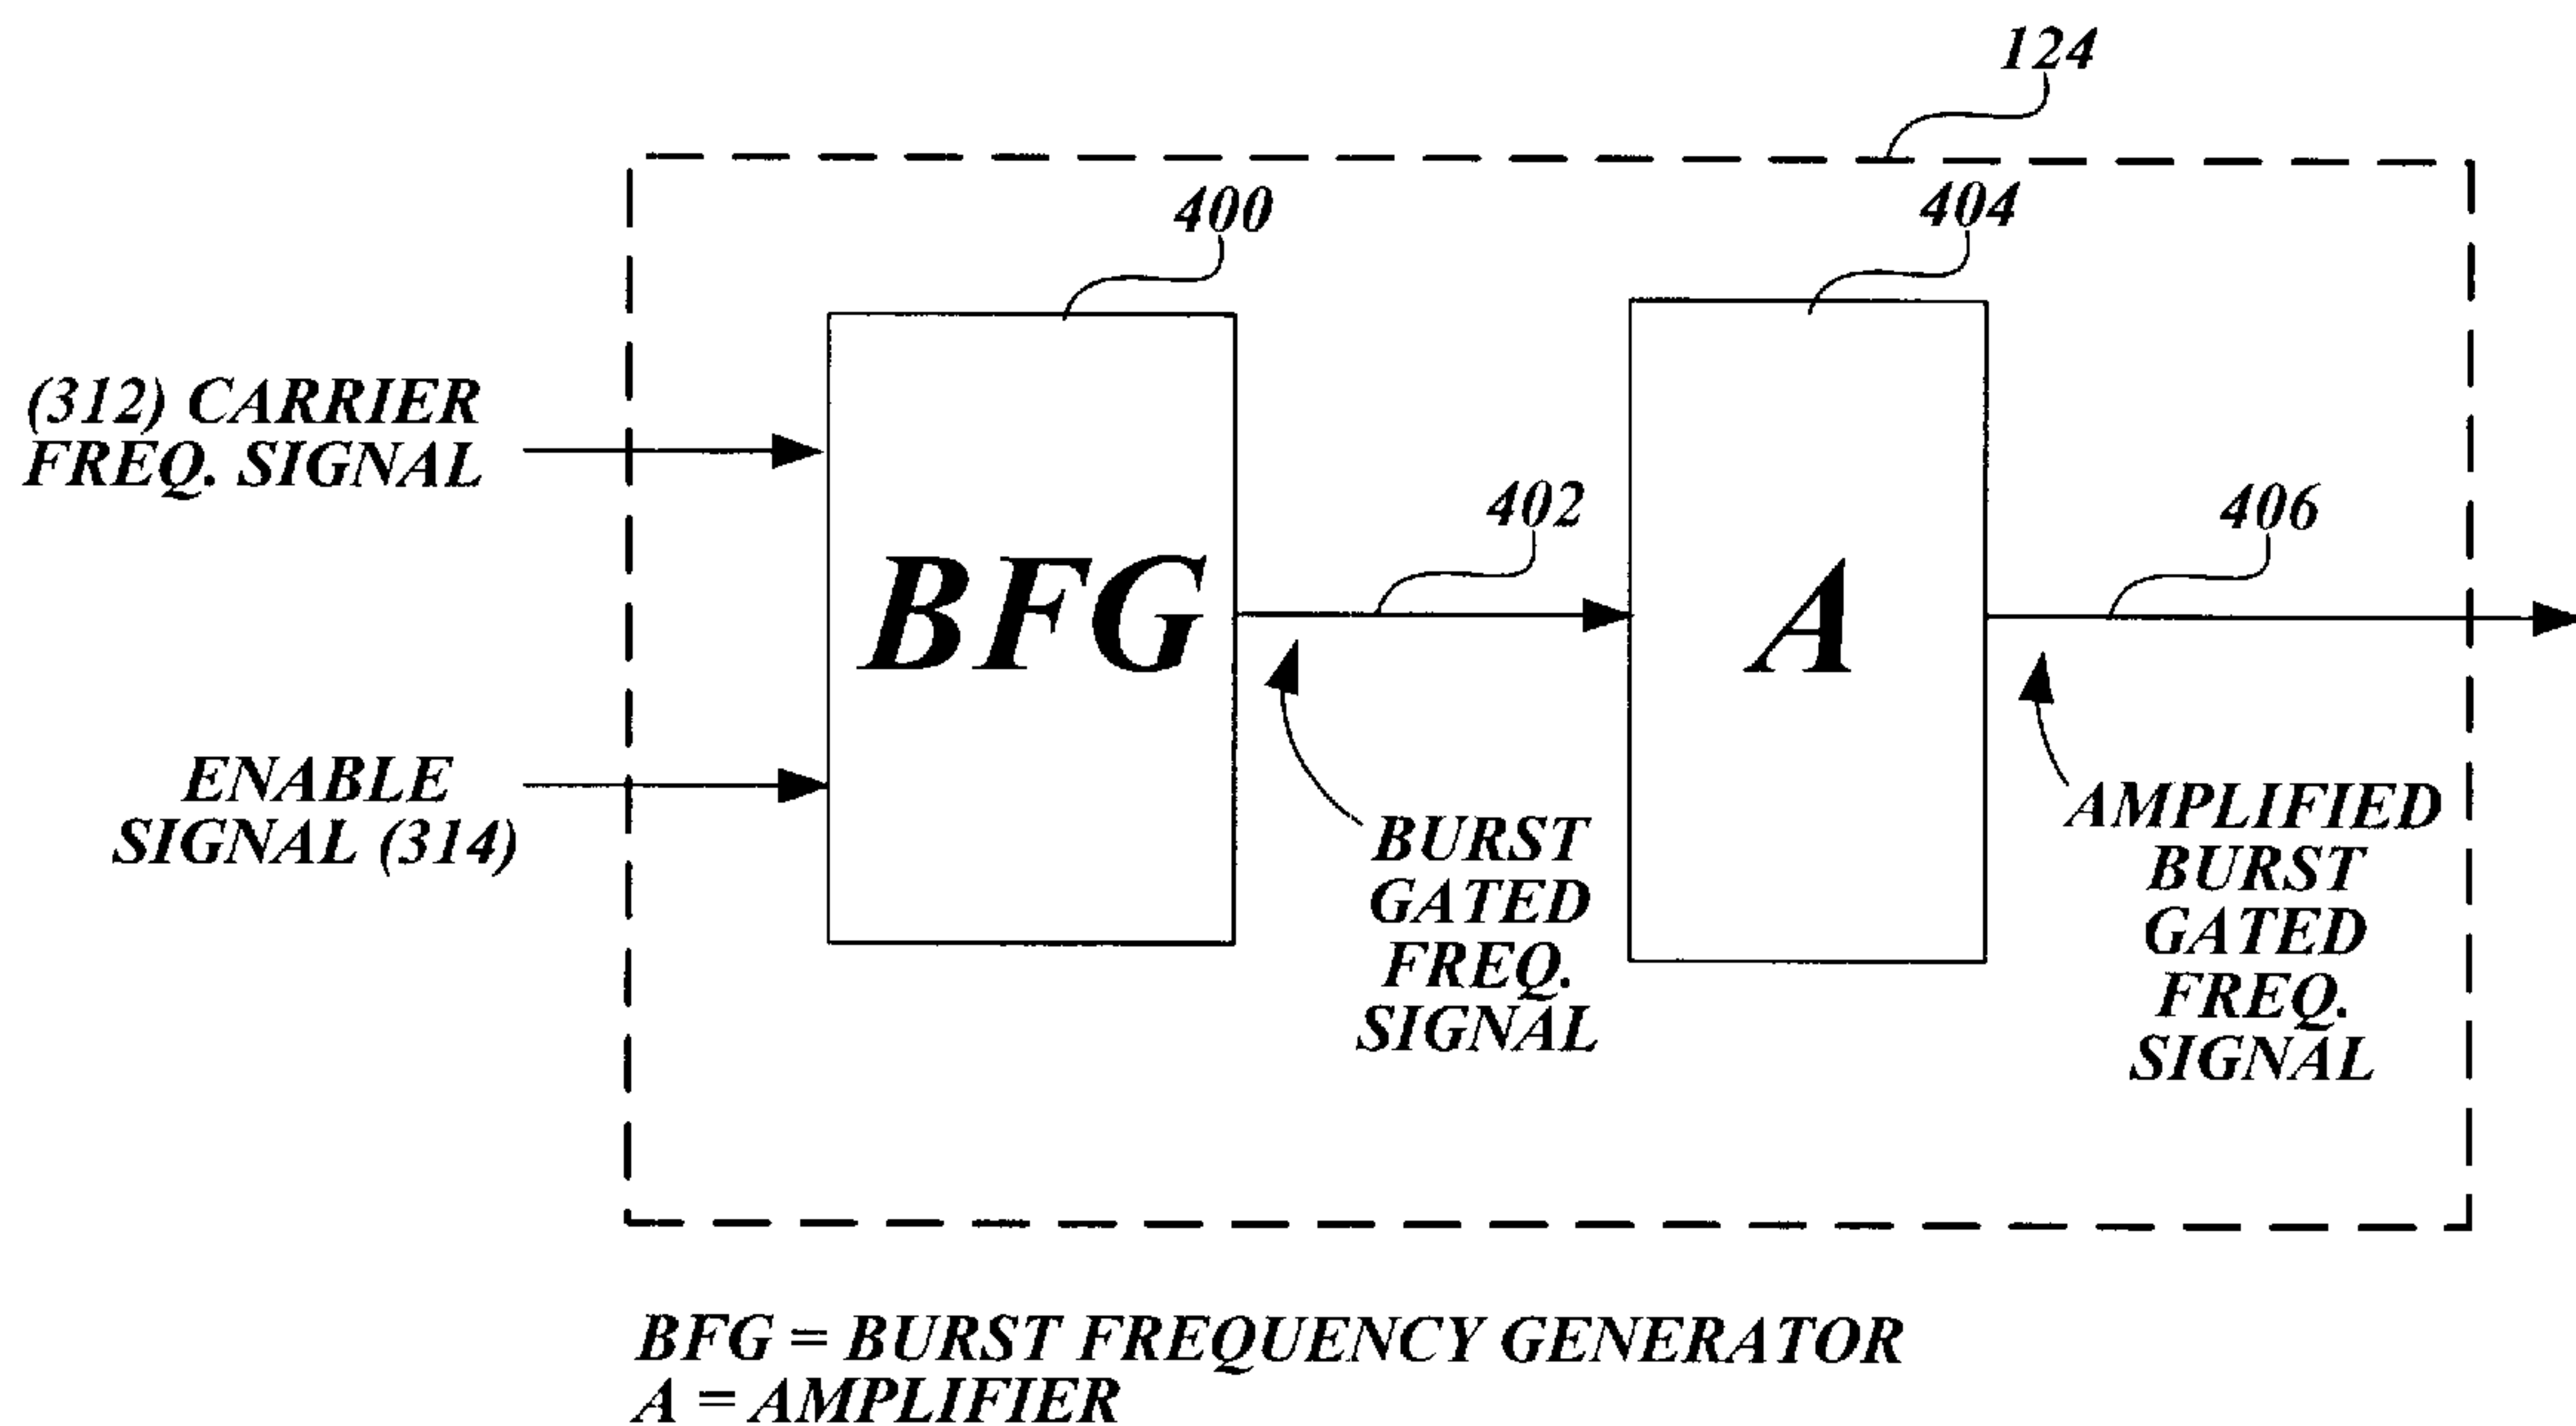 124
400
404
(312) CARRIER
FREQ. SIGNAL
402
406
BFG
A
ENABLE
SIGNAL (314)
BURST
GATED
FREQ.
SIGNAL
AMPLIFIED
BURST
GATED
FREQ.
SIGNAL
BFG = BURST FREQUENCY GENERATOR
A = AMPLIFIER